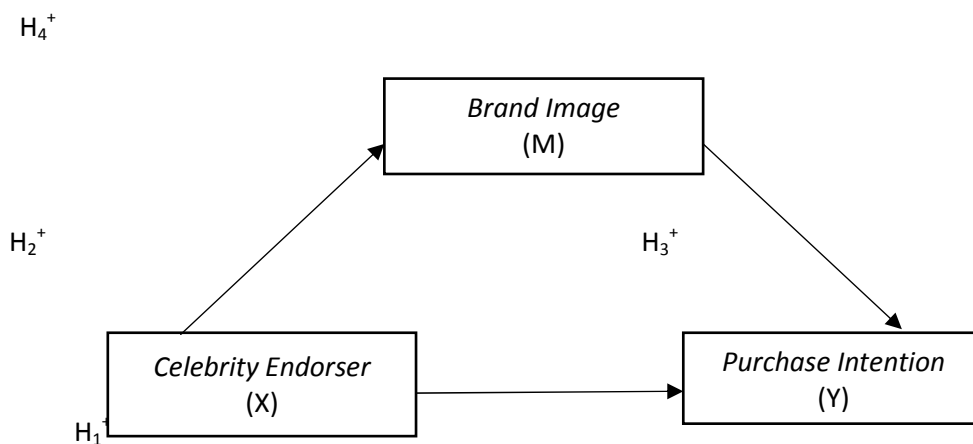 H₄⁺
Brand Image
(M)
H₂⁺
H₃⁺
Celebrity Endorser
(X)
Purchase Intention
(Y)
H₁⁺